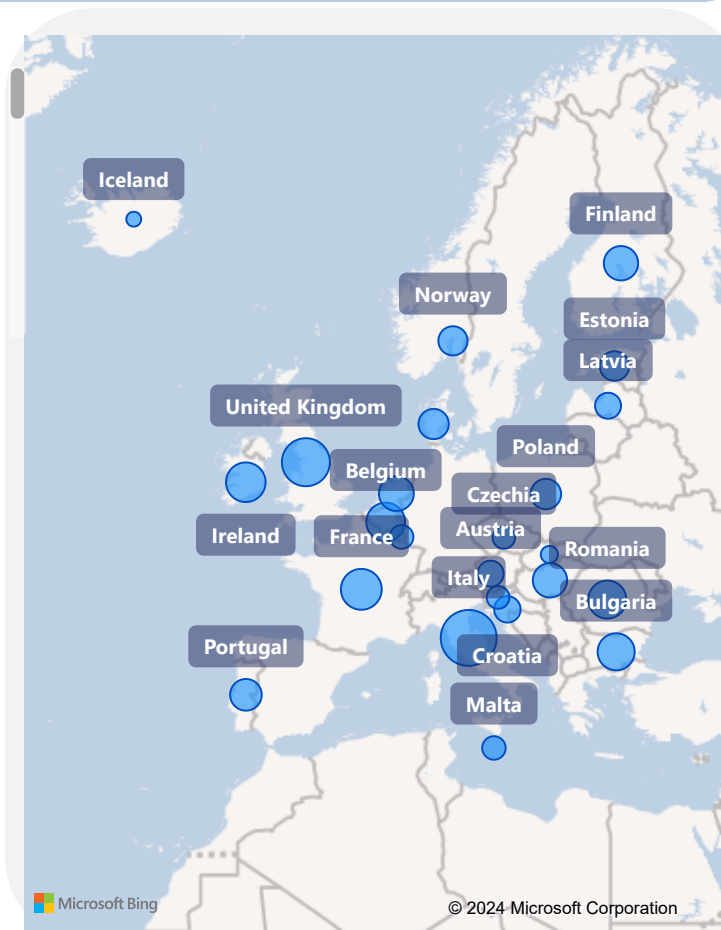 Iceland
Finland
Norway
Estonia
Latvia
United Kingdom
Poland
Belgium
Czechia
Austria
Ireland
France
Romania
Italy
Bulgaria
Portugal
Croatia
Malta
Microsoft Bing
© 2024 Microsoft Corporation